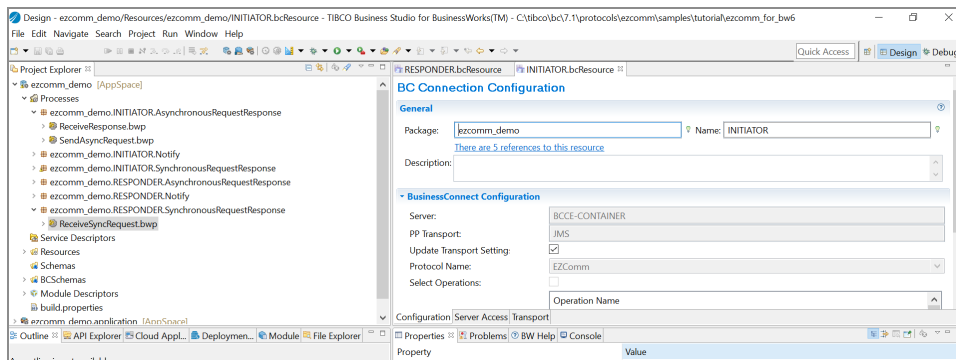 Design - ezcomm_demo/Resources/ezcomm_demo/INITIATOR.bcResource - TIBCO Business Studio for BusinessWorks(TM) - C:\tibco\bc\7.1\protocols\ezcomm\samples\tutorial\ezcomm_for_bw6
File Edit Navigate Search Project Run Window Help
Quick Access
Design
Debug
Project Explorer
ezcomm_demo [AppSpace]
Processes
ezcomm_demo.INITIATOR.AsynchronousRequestResponse
ReceiveResponse.bwp
SendAsyncRequest.bwp
ezcomm_demo.INITIATOR.Notify
ezcomm_demo.INITIATOR.SynchronousRequestResponse
ezcomm_demo.RESPONDER.AsynchronousRequestResponse
ezcomm_demo.RESPONDER.Notify
ezcomm_demo.RESPONDER.SynchronousRequestResponse
ReceiveSyncRequest.bwp
Service Descriptors
Resources
Schemas
BCSchemas
Module Descriptors
build.properties
ezcomm_demo.application [AppSpace]
RESPONDER.bcResource INITIATOR.bcResource
BC Connection Configuration
General
Package: ezcomm_demo Name: INITIATOR
There are 5 references to this resource
Description:
BusinessConnect Configuration
Server: BCCE-CONTAINER
PP Transport: JMS
Update Transport Setting:
Protocol Name: EZComm
Select Operations:
Operation Name
Configuration Server Access Transport
Outline API Explorer Cloud Appl... Deploymen... Module File Explorer
Properties Problems BW Help Console
Property Value